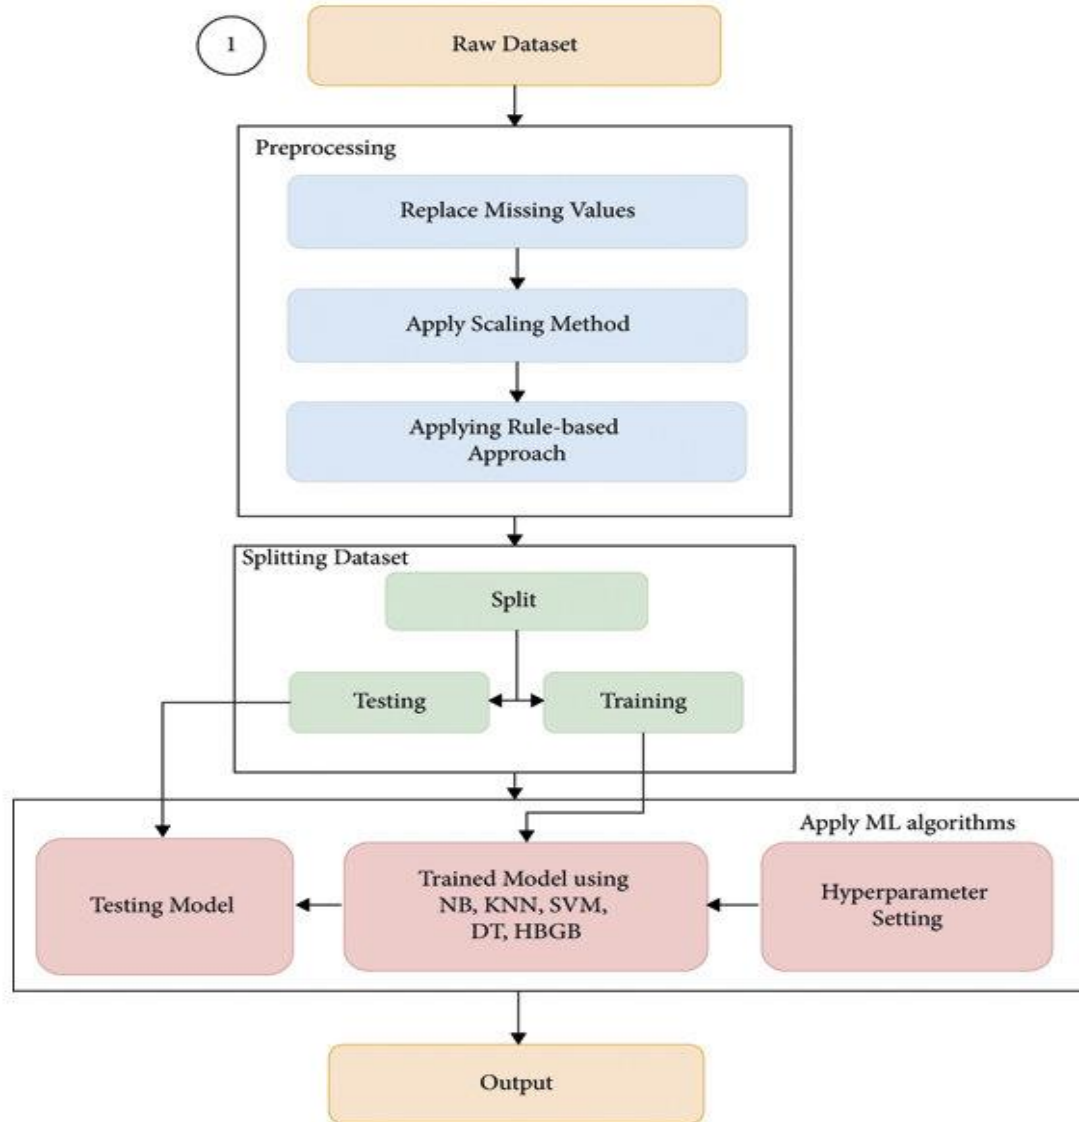 1
Raw Dataset
Preprocessing
Replace Missing Values
Apply Scaling Method
Applying Rule-based
Approach
Splitting Dataset
Split
Testing
Training
Apply ML algorithms
Testing Model
Trained Model using
NB, KNN, SVM,
DT, HBGB
Hyperparameter
Setting
Output